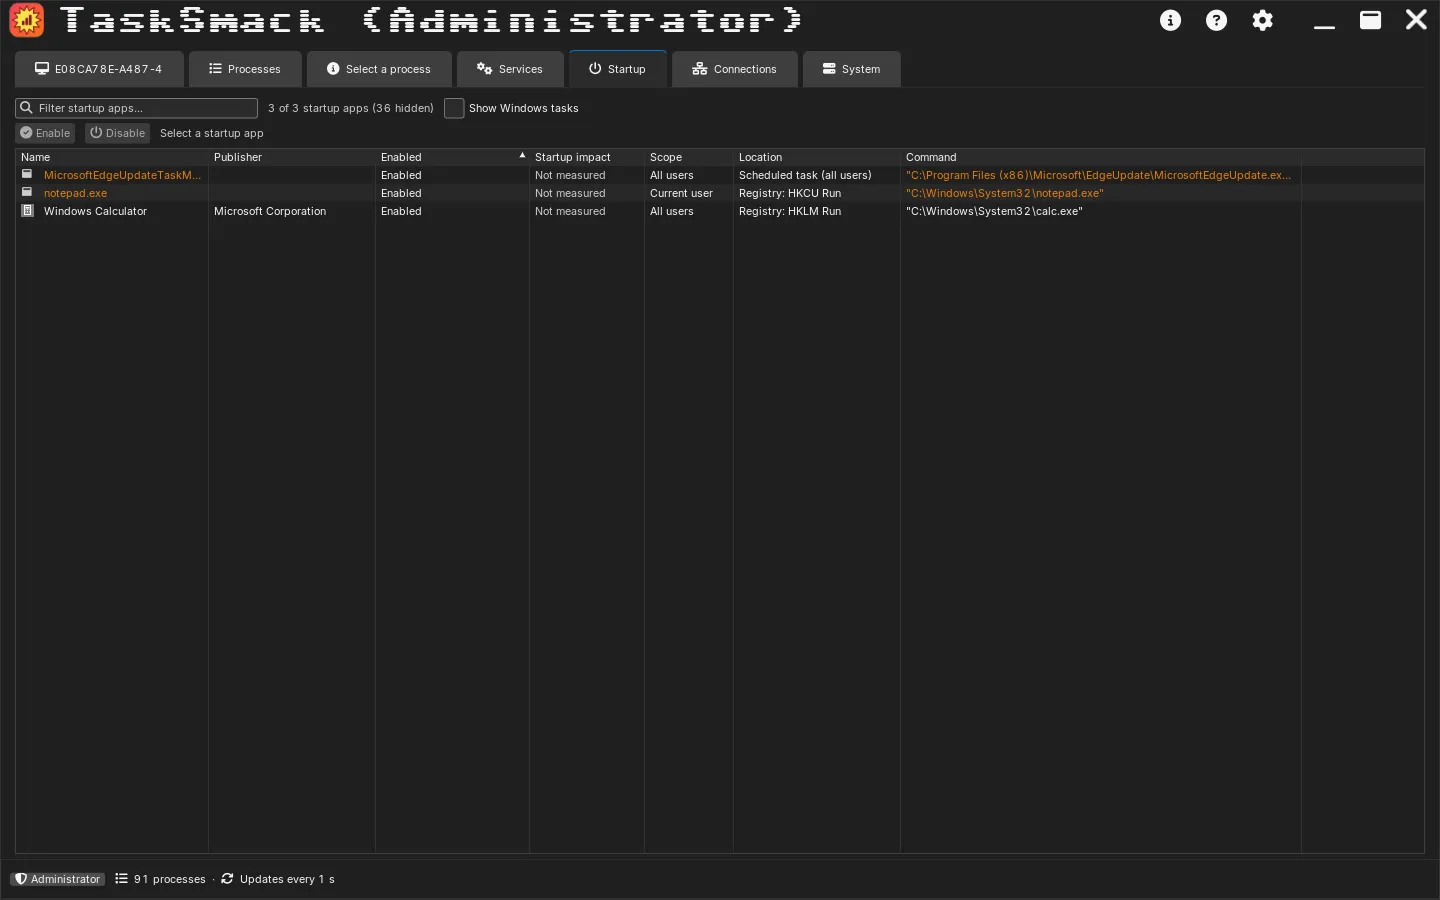 TaskSmack (Administrator)
E08CA78E-A487-4 Processes Select a process Services Startup Connections System
Filter startup apps... 3 of 3 startup apps (36 hidden) Show Windows tasks
Enable Disable Select a startup app
Name Publisher Enabled Startup impact Scope Location Command
MicrosoftEdgeUpdateTaskM... Enabled Not measured All users Scheduled task (all users) "C:\Program Files (x86)\Microsoft\EdgeUpdate\MicrosoftEdgeUpdate.ex...
notepad.exe Enabled Not measured Current user Registry: HKCU Run "C:\Windows\System32\notepad.exe"
Windows Calculator Microsoft Corporation Enabled Not measured All users Registry: HKLM Run "C:\Windows\System32\calc.exe"
Administrator 91 processes · Updates every 1 s